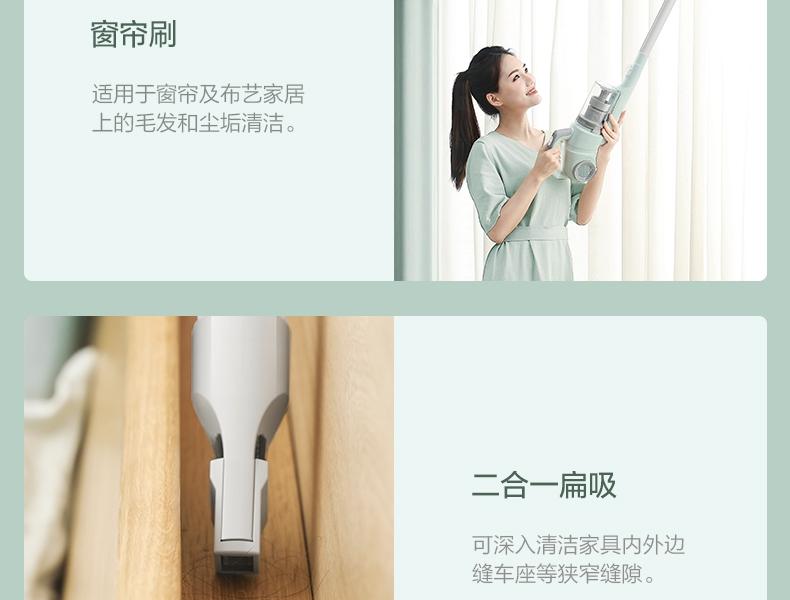 窗帘刷
适用于窗帘及布艺家居
上的毛发和尘垢清洁。
二合一扁吸
可深入清洁家具内外边
缝车座等狭窄缝隙。